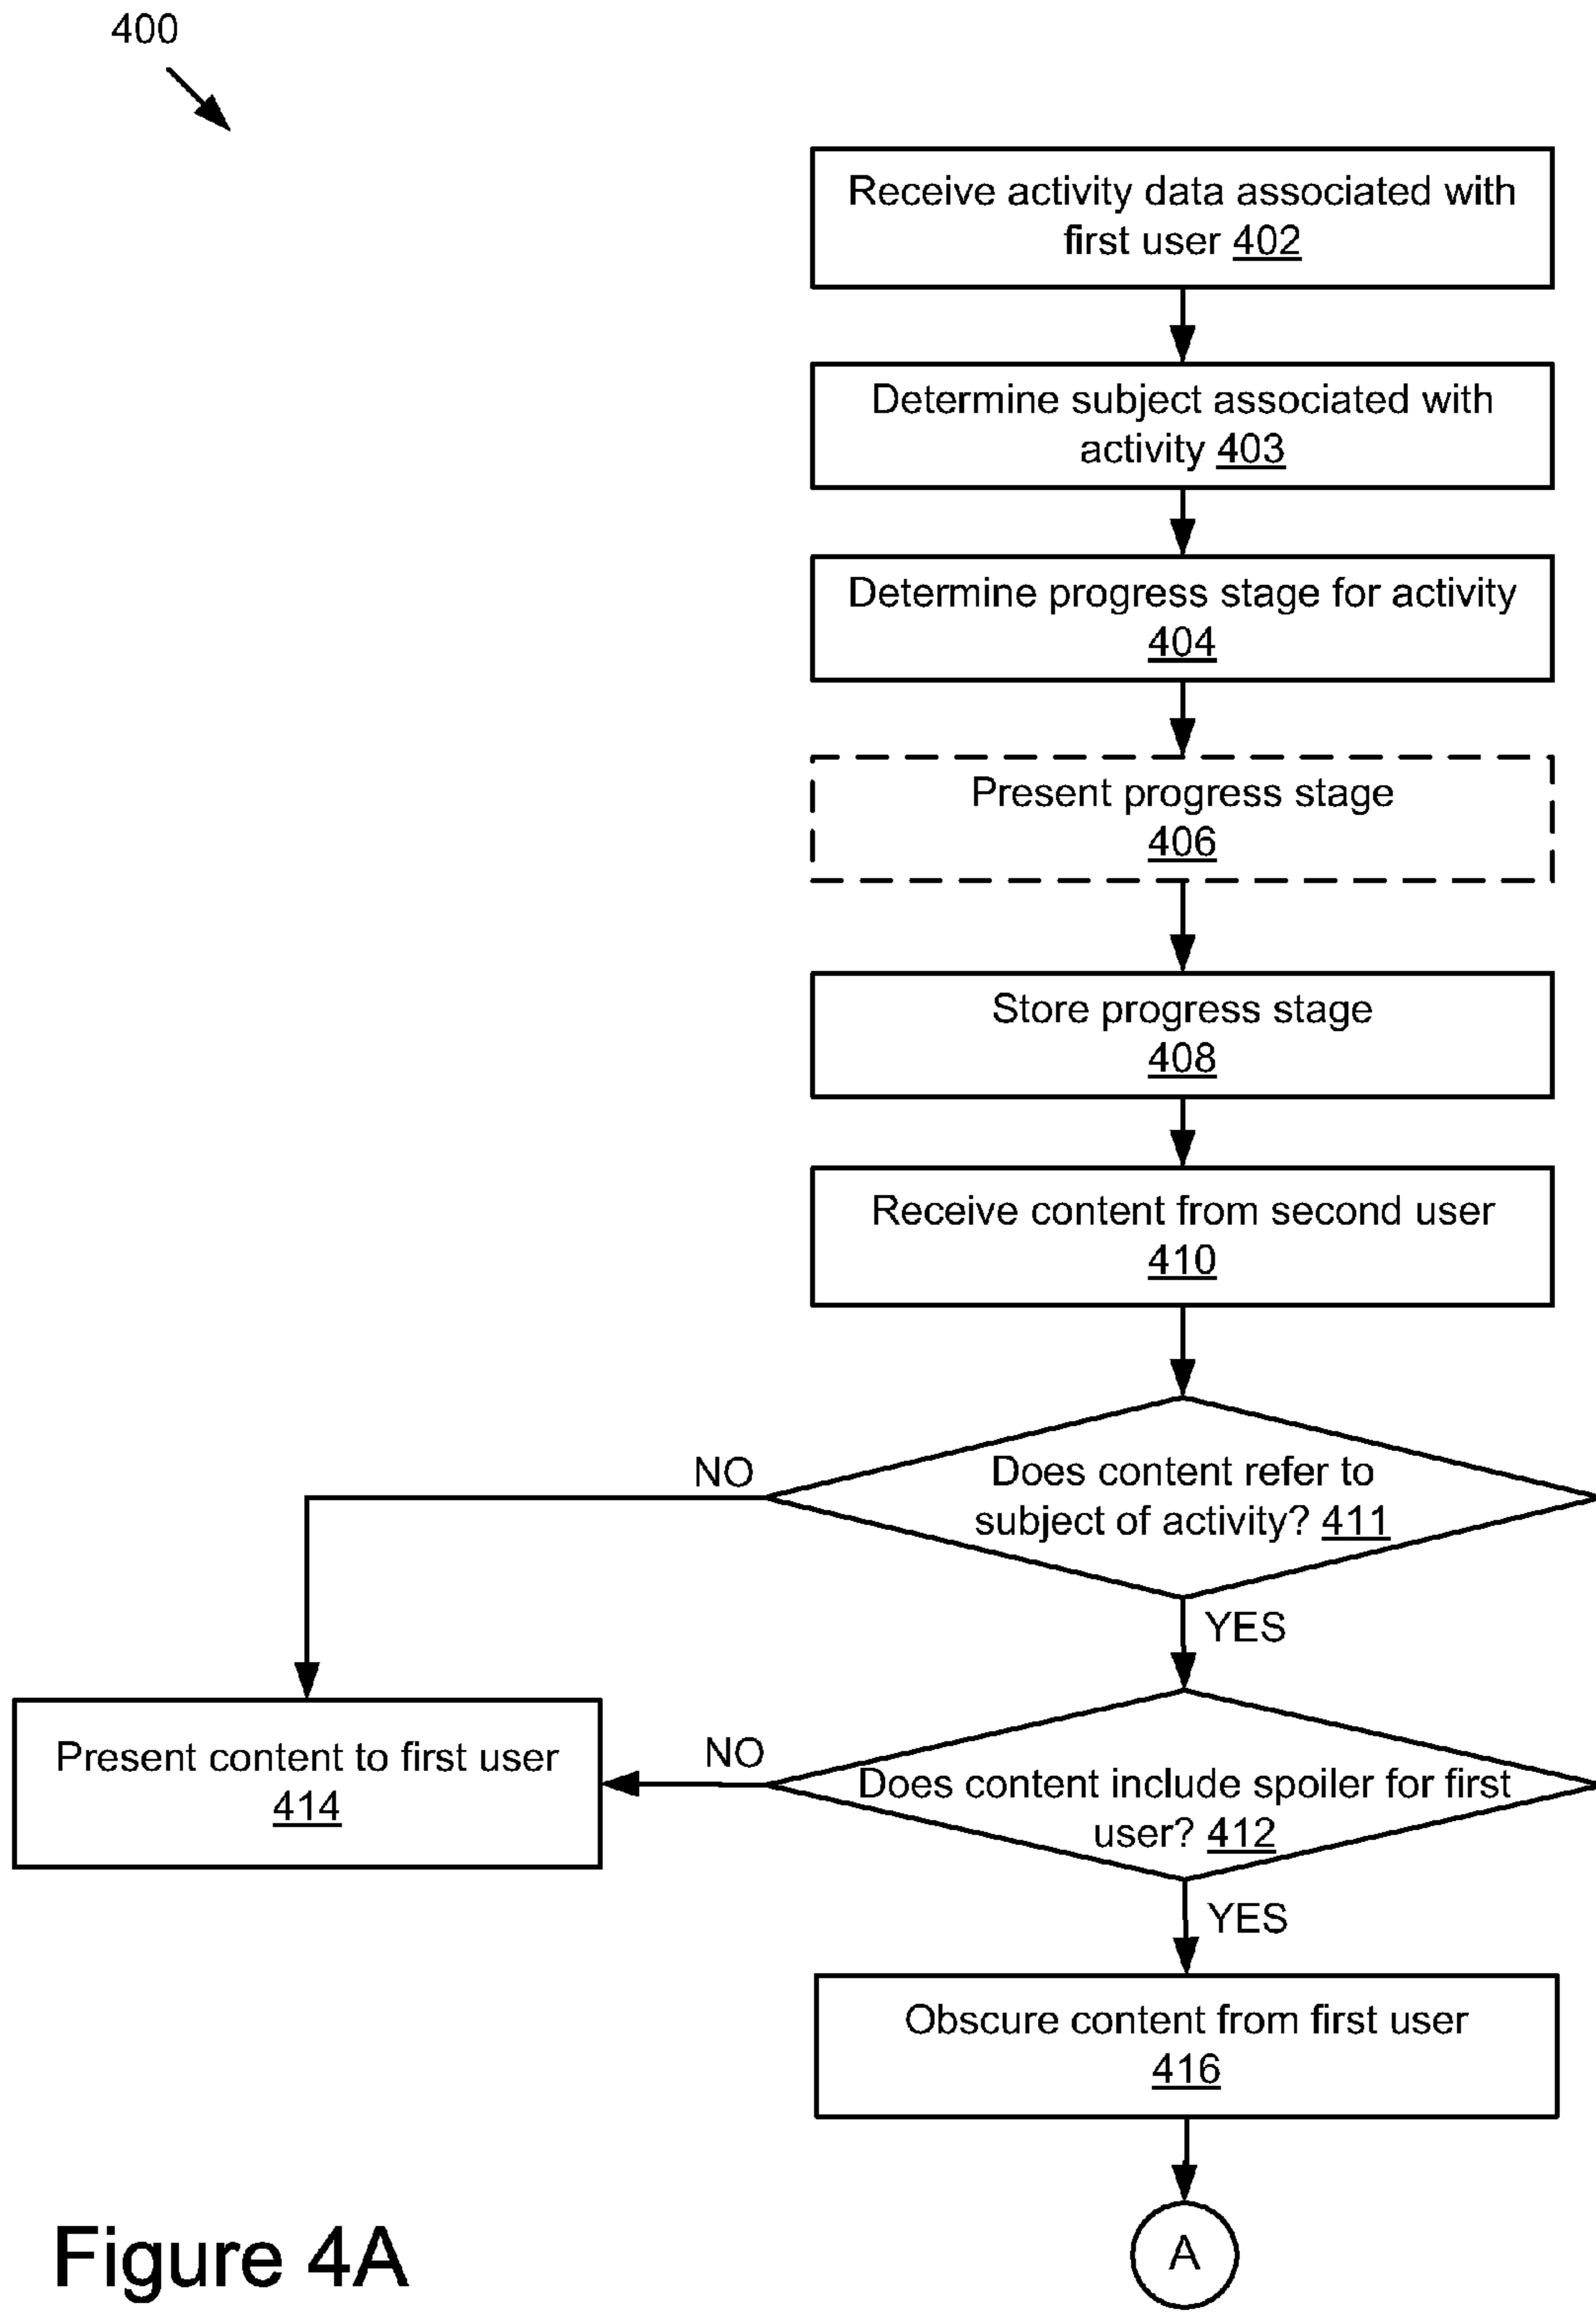 400
Receive activity data associated with
first user 402
Determine subject associated with
activity 403
Determine progress stage for activity
404
Present progress stage
406
Store progress stage
408
Receive content from second user
410
NO
Does content refer to
subject of activity? 411
YES
Present content to first user
414
NO
Does content include spoiler for first
user? 412
YES
Obscure content from first user
416
A
Figure 4A